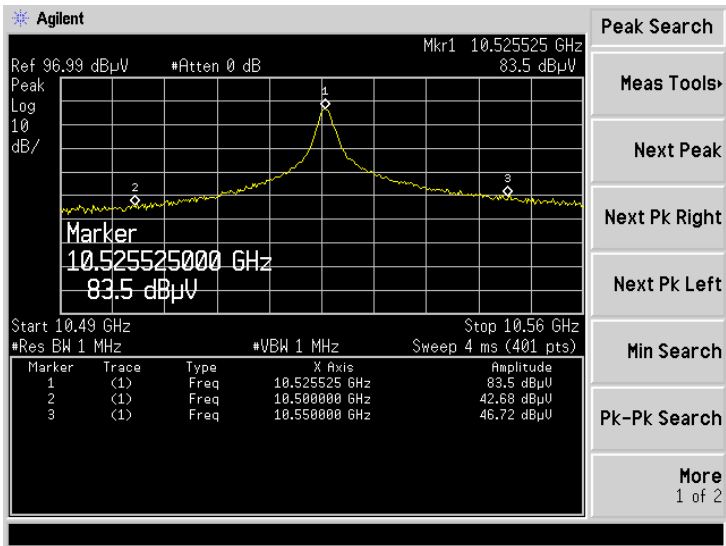 Agilent
Peak Search
Mkr1 10.525525 GHz
Ref 96.99 dBµV #Atten 0 dB 83.5 dBµV
Peak
Log
10
dB/
1
2
3
Marker
10.525525000 GHz
83.5 dBµV
Start 10.49 GHz Stop 10.56 GHz
#Res BW 1 MHz #VBW 1 MHz Sweep 4 ms (401 pts)
Marker Trace Type X Axis Amplitude
1 (1) Freq 10.525525 GHz 83.5 dBµV
2 (1) Freq 10.500000 GHz 42.68 dBµV
3 (1) Freq 10.550000 GHz 46.72 dBµV
Meas Tools▸
Next Peak
Next Pk Right
Next Pk Left
Min Search
Pk-Pk Search
More
1 of 2